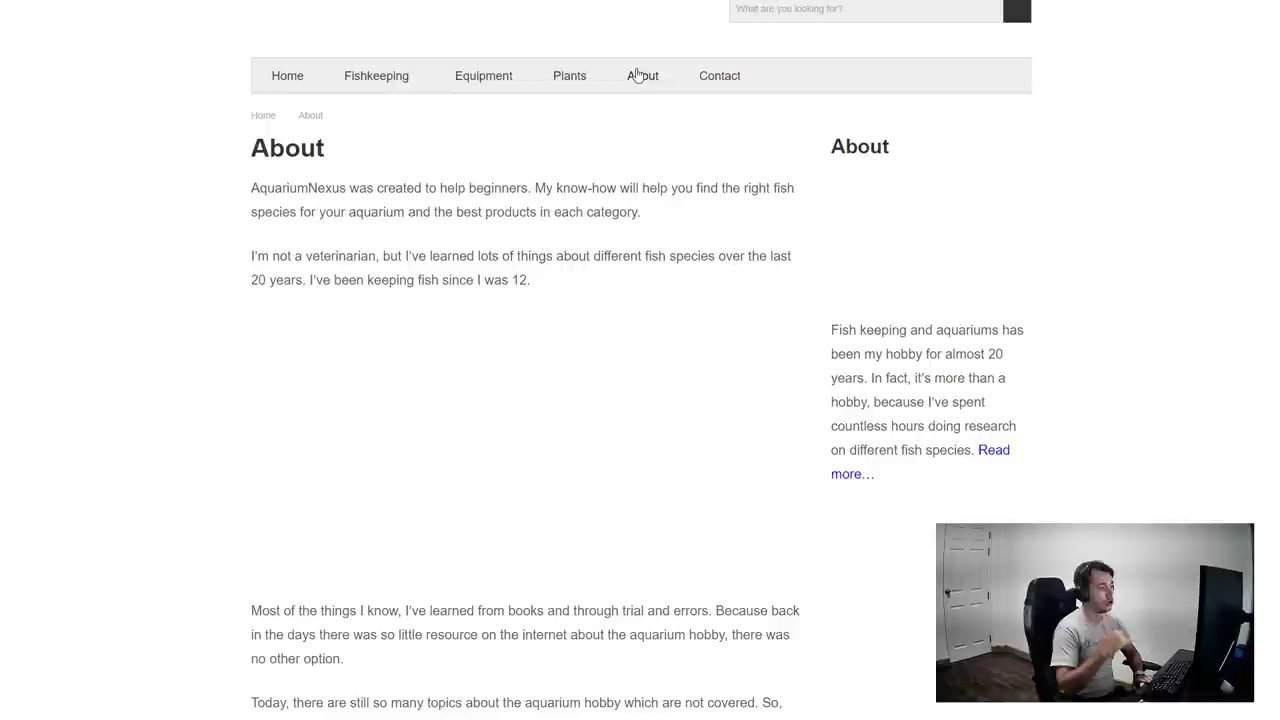 What are you looking for?
Home Fishkeeping Equipment Plants About Contact
Home About
About
AquariumNexus was created to help beginners. My know-how will help you find the right fish
species for your aquarium and the best products in each category.
I'm not a veterinarian, but I've learned lots of things about different fish species over the last
20 years. I've been keeping fish since I was 12.
Most of the things I know, I've learned from books and through trial and errors. Because back
in the days there was so little resource on the internet about the aquarium hobby, there was
no other option.
Today, there are still so many topics about the aquarium hobby which are not covered. So,
About
Fish keeping and aquariums has
been my hobby for almost 20
years. In fact, it's more than a
hobby, because I've spent
countless hours doing research
on different fish species. Read
more…